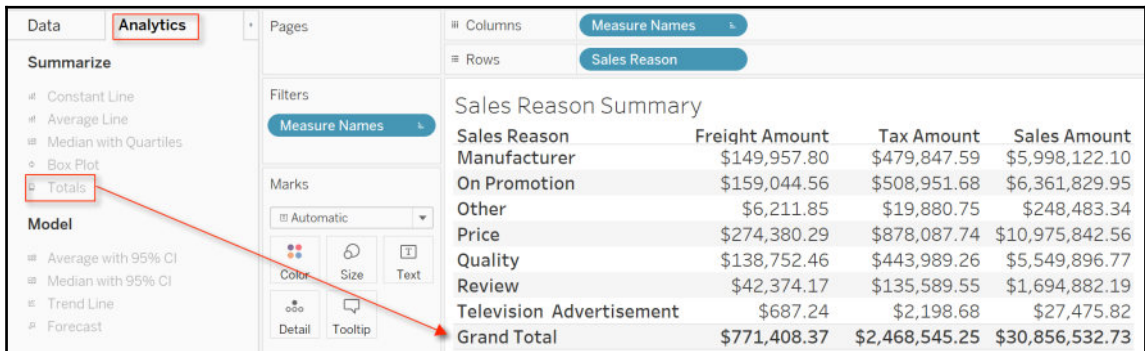 Data Analytics
Summarize
Constant Line
Average Line
Median with Quartiles
Box Plot
Totals
Model
Average with 95% CI
Median with 95% CI
Trend Line
Forecast
Pages
Filters
Measure Names
Marks
Automatic
Color Size Text
Detail Tooltip
Columns Measure Names
Rows Sales Reason
Sales Reason Summary
Sales Reason Freight Amount Tax Amount Sales Amount
Manufacturer $149,957.80 $479,847.59 $5,998,122.10
On Promotion $159,044.56 $508,951.68 $6,361,829.95
Other $6,211.85 $19,880.75 $248,483.34
Price $274,380.29 $878,087.74 $10,975,842.56
Quality $138,752.46 $443,989.26 $5,549,896.77
Review $42,374.17 $135,589.55 $1,694,882.19
Television Advertisement $687.24 $2,198.68 $27,475.82
Grand Total $771,408.37 $2,468,545.25 $30,856,532.73